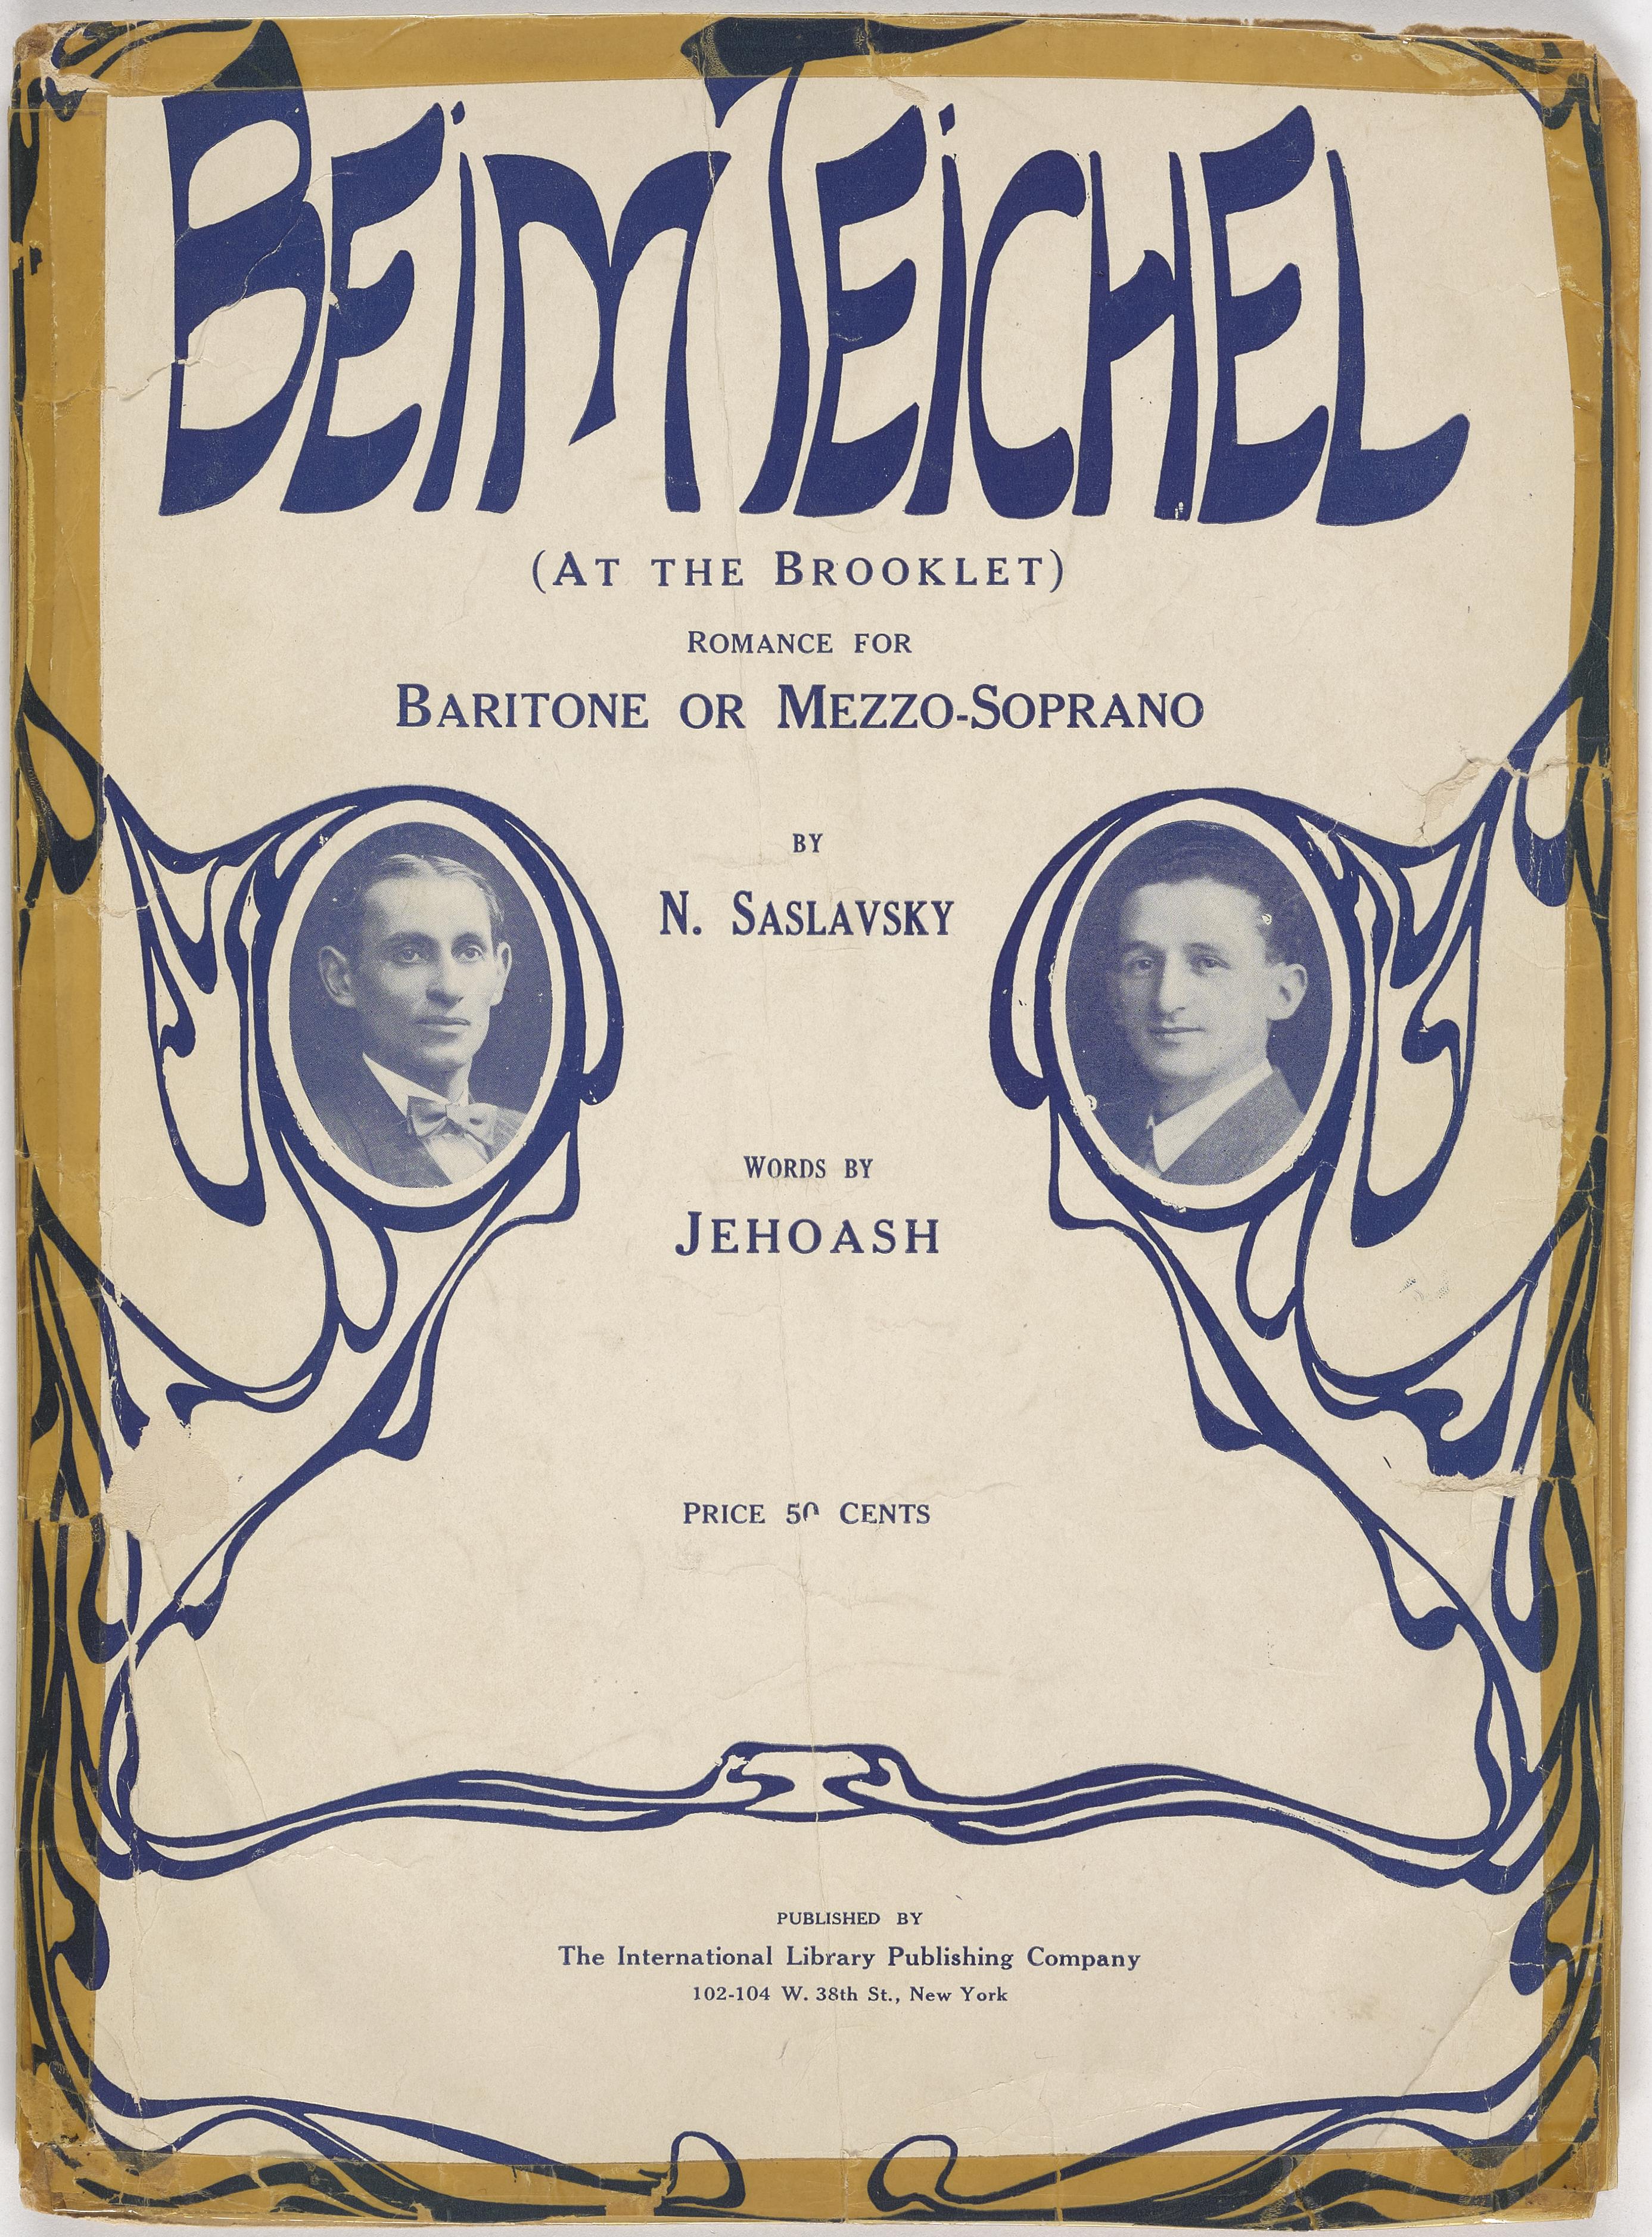 BEIM TEICHEL
(AT THE BROOKLET)
ROMANCE FOR
BARITONE OR MEZZO-SOPRANO
BY
N. SASLAVSKY
WORDS BY
JEHOASH
PRICE 50 CENTS
PUBLISHED BY
The International Library Publishing Company
102-104 W. 38th St., New York